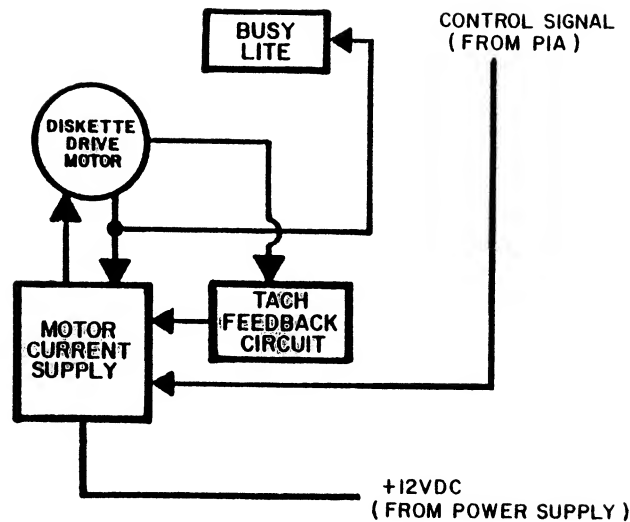 BUSY
LITE
CONTROL SIGNAL
(FROM PIA)
DISKETTE
DRIVE
MOTOR
TACH
FEEDBACK
CIRCUIT
MOTOR
CURRENT
SUPPLY
+12VDC
(FROM POWER SUPPLY)